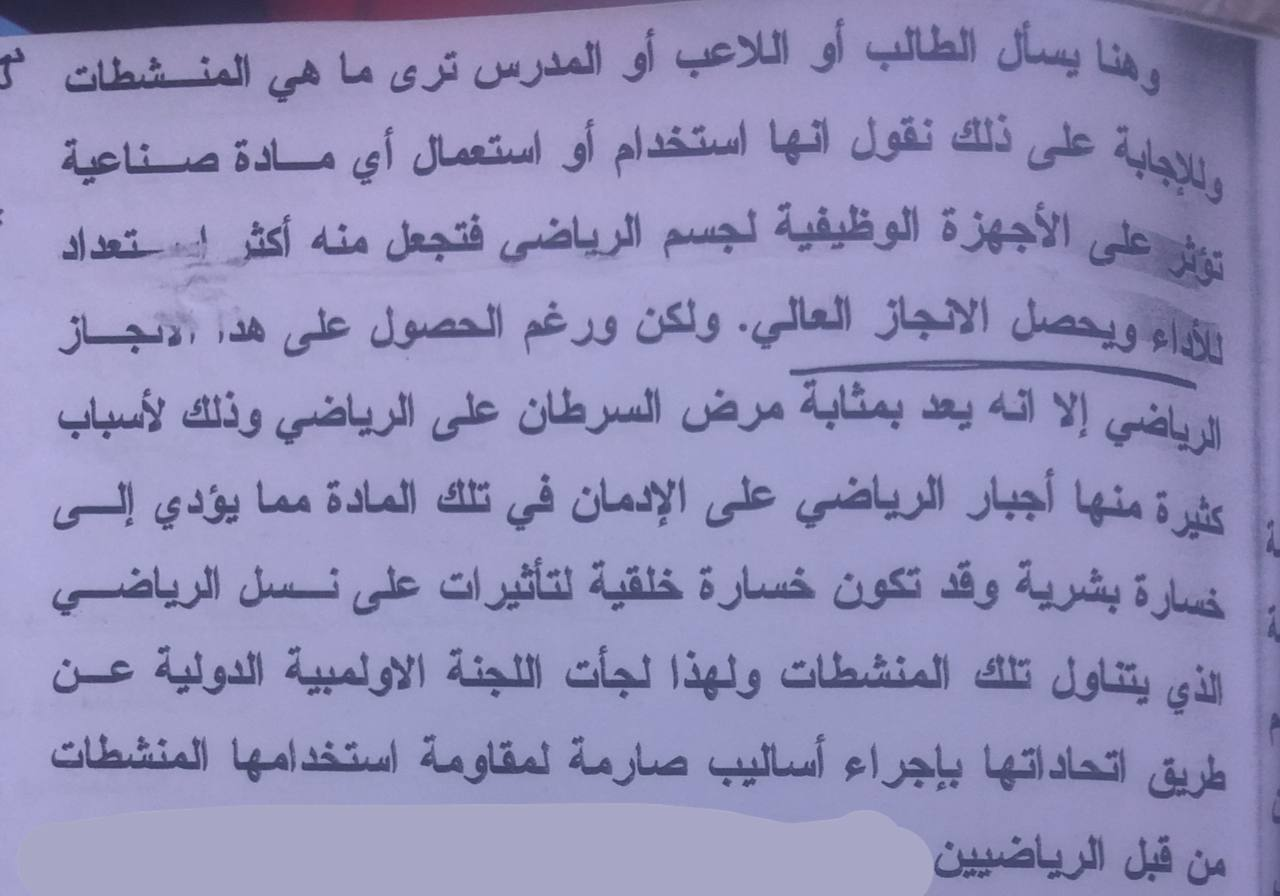 وهنا يسأل الطالب أو اللاعب أو المدرس ترى ما هي المنشطات
وللإجابة على ذلك نقول انها استخدام أو استعمال أي مادة صناعية
تؤثر على الأجهزة الوظيفية لجسم الرياضي فتجعل منه أكثر
للأداء ويحصل الانجاز العالي. ولكن ورغم الحصول على
الرياضي إلا انه يعد بمثابة مرض السرطان على الرياضي وذلك لأسباب
كثيرة منها أجبار الرياضي على الإدمان في تلك المادة مما يؤدي إلى
خسارة بشرية وقد تكون خسارة خلقية لتأثيرات على نسل الرياضي
الذي يتناول تلك المنشطات ولهذا لجأت اللجنة الاولمبية الدولية عن
طريق اتحاداتها بإجراء أساليب صارمة لمقاومة استخدامها المنشطات
من قبل الرياضيين